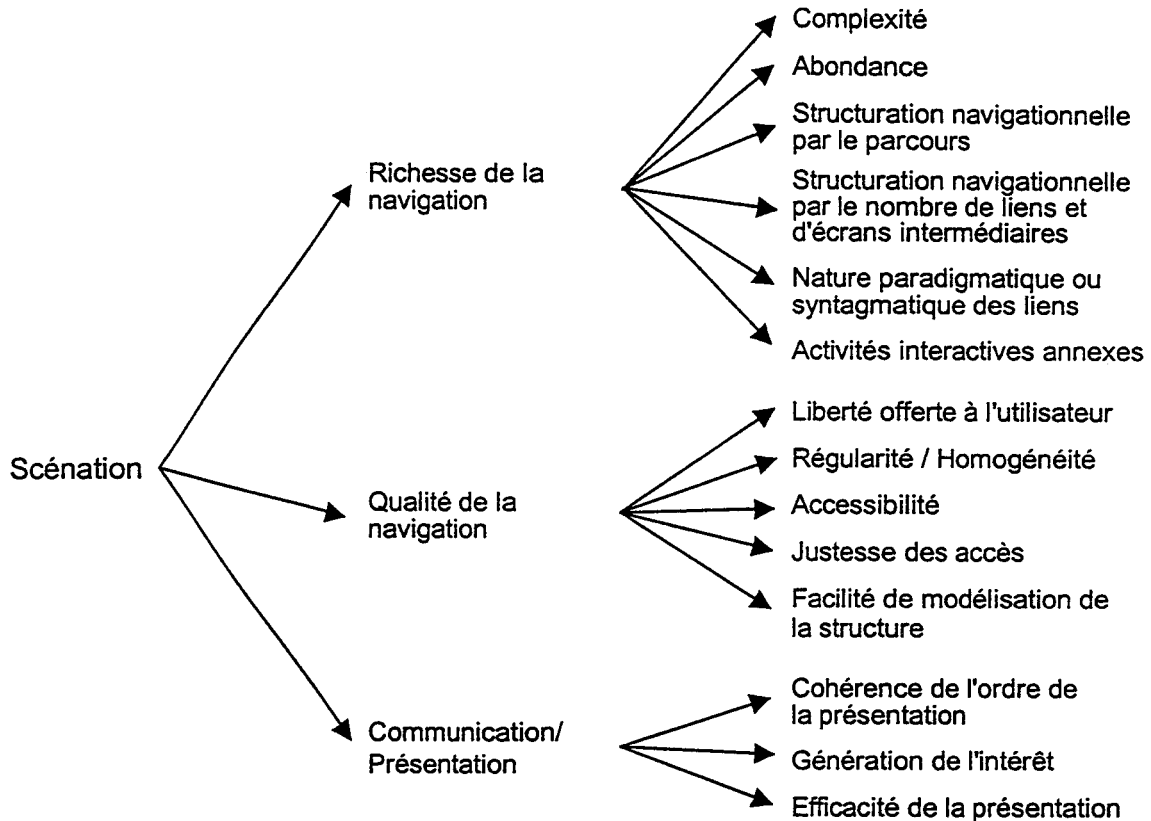 Scénation
Richesse de la
navigation
Complexité
Abondance
Structuration navigationnelle
par le parcours
Structuration navigationnelle
par le nombre de liens et
d'écrans intermédiaires
Nature paradigmatique ou
syntagmatique des liens
Activités interactives annexes
Qualité de la
navigation
Liberté offerte à l'utilisateur
Régularité / Homogénéité
Accessibilité
Justesse des accès
Facilité de modélisation de
la structure
Communication/
Présentation
Cohérence de l'ordre de
la présentation
Génération de l'intérêt
Efficacité de la présentation